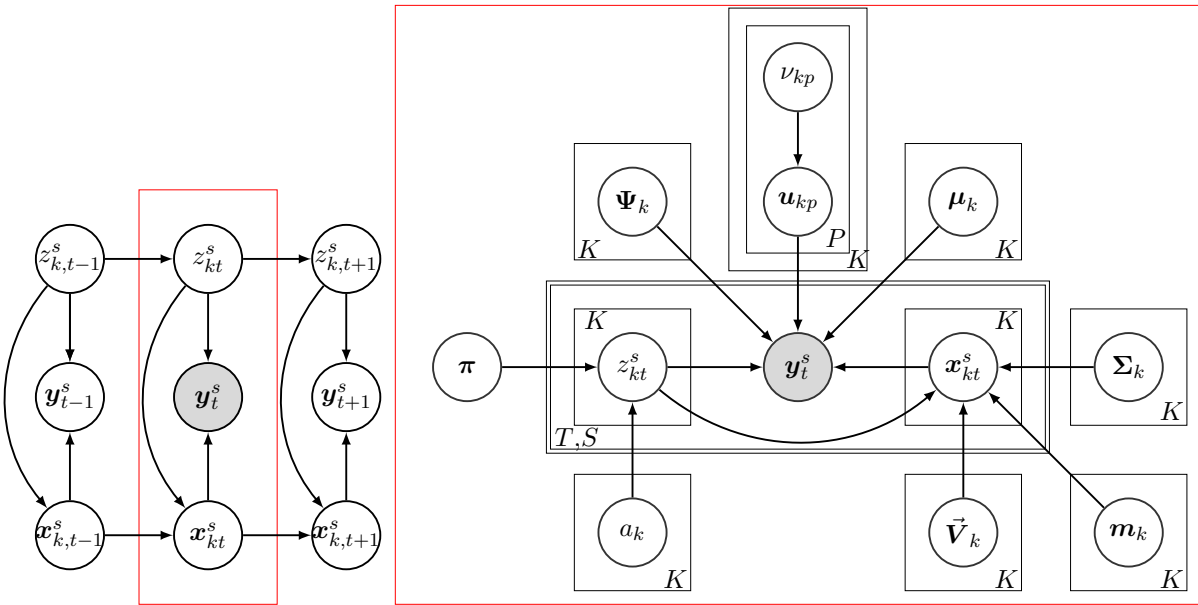 z^s_{k,t−1} z^s_{kt} z^s_{k,t+1}
y^s_{t−1} y^s_t y^s_{t+1}
x^s_{k,t−1} x^s_{kt} x^s_{k,t+1}
ν_{kp}
Ψ_k u_{kp} μ_k
K P K K
π K z^s_{kt} y^s_t K x^s_{kt} Σ_k
T,S K
a_k V⃗_k m_k
K K K